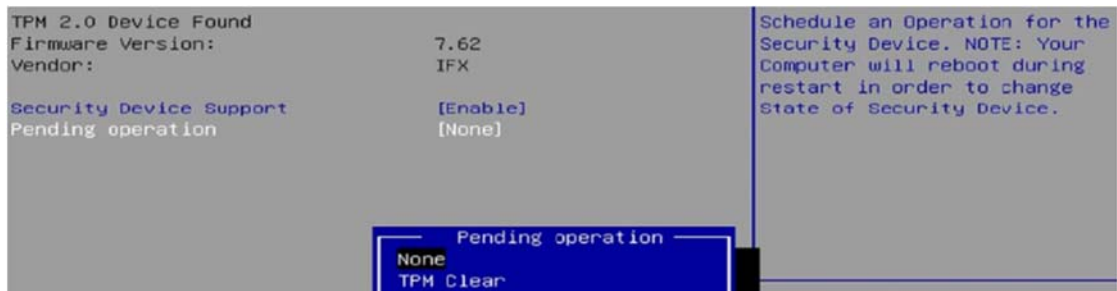 TPM 2.0 Device Found
Firmware Version: 7.62
Vendor: IFX
Security Device Support [Enable]
Pending operation [None]
Schedule an Operation for the
Security Device. NOTE: Your
Computer will reboot during
restart in order to change
State of Security Device.
Pending operation
None
TPM Clear